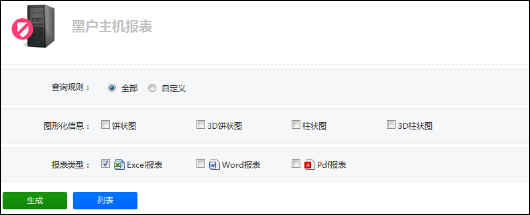 黑户主机报表
查询规则： 全部 自定义
图形化信息： 饼状图 3D饼状图 柱状图 3D柱状图
报表类型： Excel报表 Word报表 Pdf报表
生成 列表